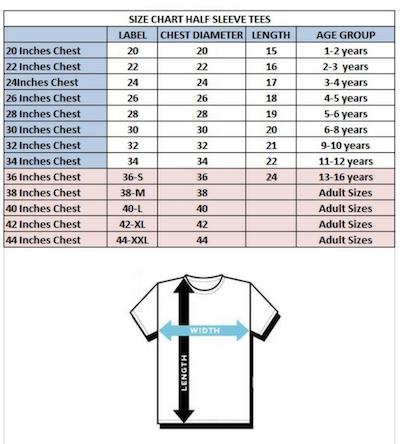 SIZE CHART HALF SLEEVE TEES
LABEL CHEST DIAMETER LENGTH AGE GROUP
20 Inches Chest 20 20 15 1-2 years
22 Inches Chest 22 22 16 2-3 years
24Inches Chest 24 24 17 3-4 years
26 Inches Chest 26 26 18 4-5 years
28 Inches Chest 28 28 19 5-6 years
30 Inches Chest 30 30 20 6-8 years
32 Inches Chest 32 32 21 9-10 years
34 Inches Chest 34 34 22 11-12 years
36 Inches Chest 36-S 36 24 13-16 years
38 Inches Chest 38-M 38 Adult Sizes
40 Inches Chest 40-L 40 Adult Sizes
42 Inches Chest 42-XL 42 Adult Sizes
44 Inches Chest 44-XXL 44 Adult Sizes
WIDTH
LENGTH